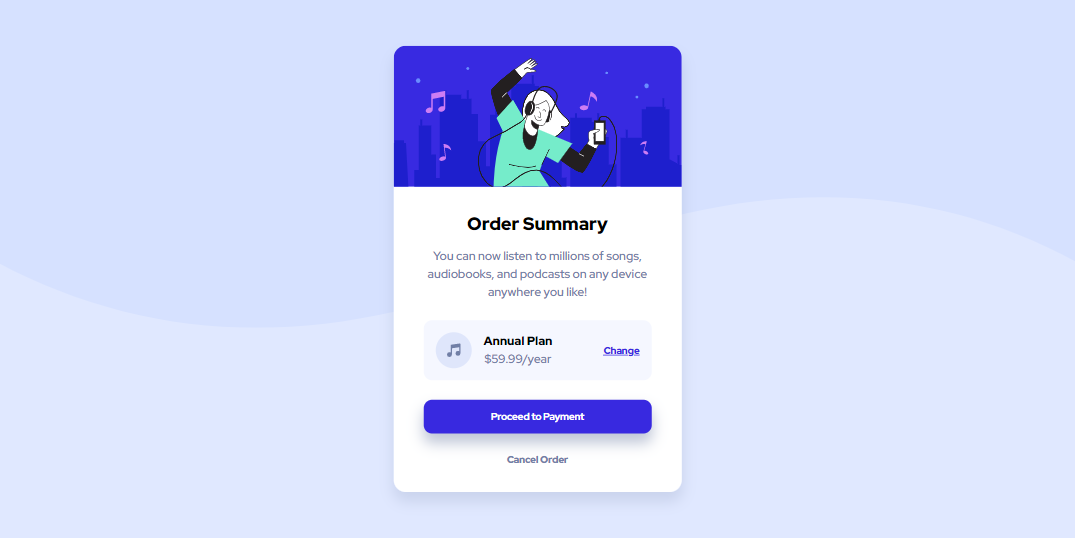 Order Summary
You can now listen to millions of songs,
audiobooks, and podcasts on any device
anywhere you like!
Annual Plan
$59.99/year
Change
Proceed to Payment
Cancel Order